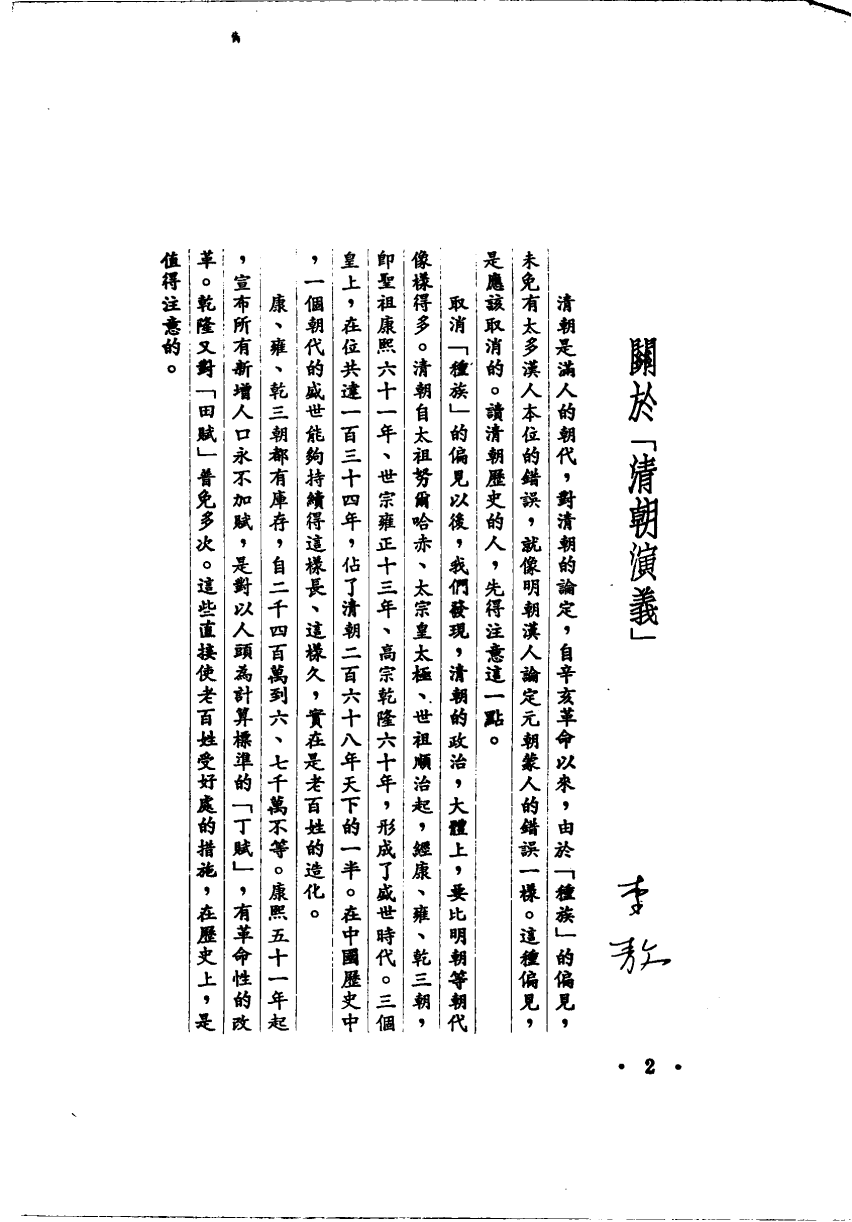 關於「清朝演義」
李敖
清朝是滿人的朝代，對清朝的論定，自辛亥革命以來，由於「種族」的偏見，
未免有太多漢人本位的錯誤，就像明朝漢人論定元朝蒙人的錯誤一樣。這種偏見，
是應該取消的。讀清朝歷史的人，先得注意這一點。
取消「種族」的偏見以後，我們發現，清朝的政治，大體上，要比明朝等朝代
像樣得多。清朝自太祖努爾哈赤、太宗皇太極、世祖順治起，經康、雍、乾三朝，
即聖祖康熙六十一年、世宗雍正十三年、高宗乾隆六十年，形成了盛世時代。三個
皇上，在位共達一百三十四年，佔了清朝二百六十八年天下的一半。在中國歷史中
，一個朝代的盛世能夠持續得這樣長、這樣久，實在是老百姓的造化。
康、雍、乾三朝都有庫存，自二千四百萬到六、七千萬不等。康熙五十一年起
，宣布所有新增人口永不加賦，是對以人頭為計算標準的「丁賦」，有革命性的改
革。乾隆又對「田賦」普免多次。這些直接使老百姓受好處的措施，在歷史上，是
值得注意的。
• 2 •